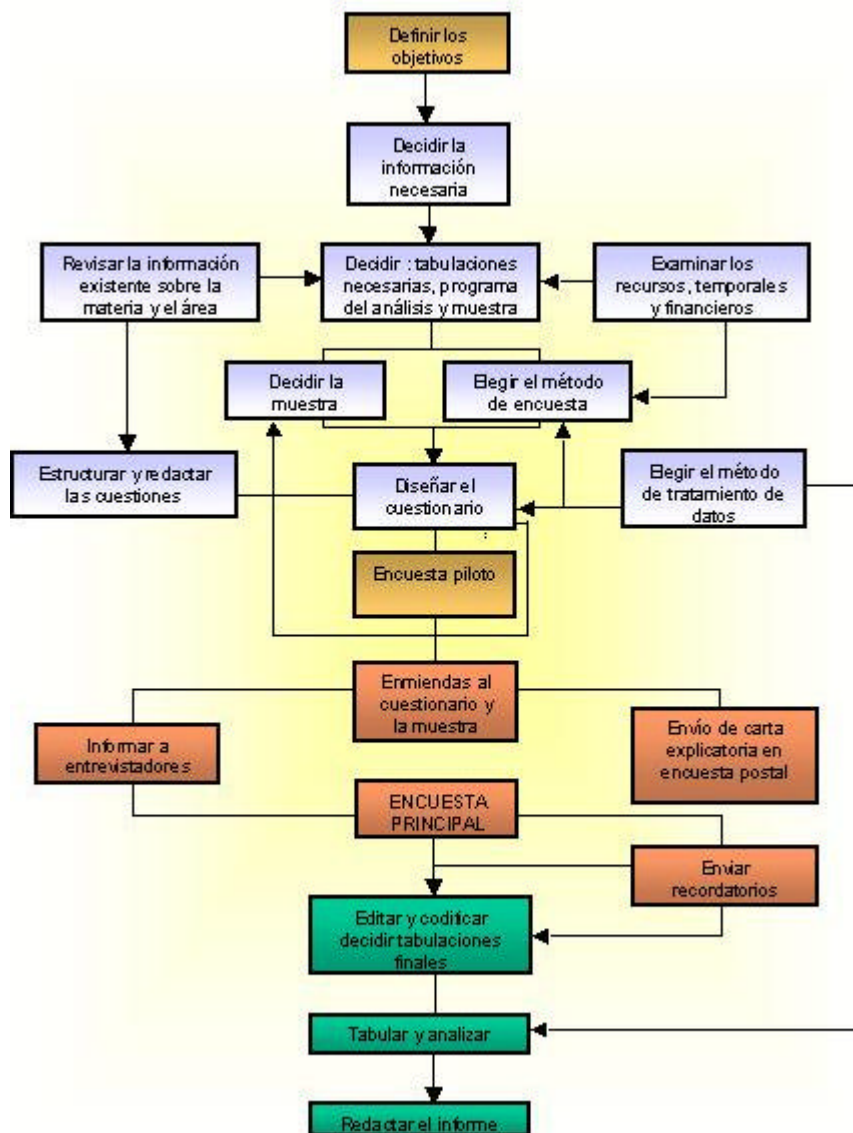 Definir los
objetivos
Decidir la
información
necesaria
Revisar la información
existente sobre la
materia y el área
Decidir : tabulaciones
necesarias, programa
del análisis y muestra
Examinar los
recursos, temporales
y financieros
Decidir la
muestra
Elegir el método
de encuesta
Estructurar y redactar
las cuestiones
Diseñar el
cuestionario
Elegir el método
de tratamiento de
datos
Encuesta piloto
Enmiendas al
cuestionario y
la muestra
Informar a
entrevistadores
Envío de carta
explicatoria en
encuesta postal
ENCUESTA
PRINCIPAL
Enviar
recordatorios
Editar y codificar
decidir tabulaciones
finales
Tabular y analizar
Redactar el informe